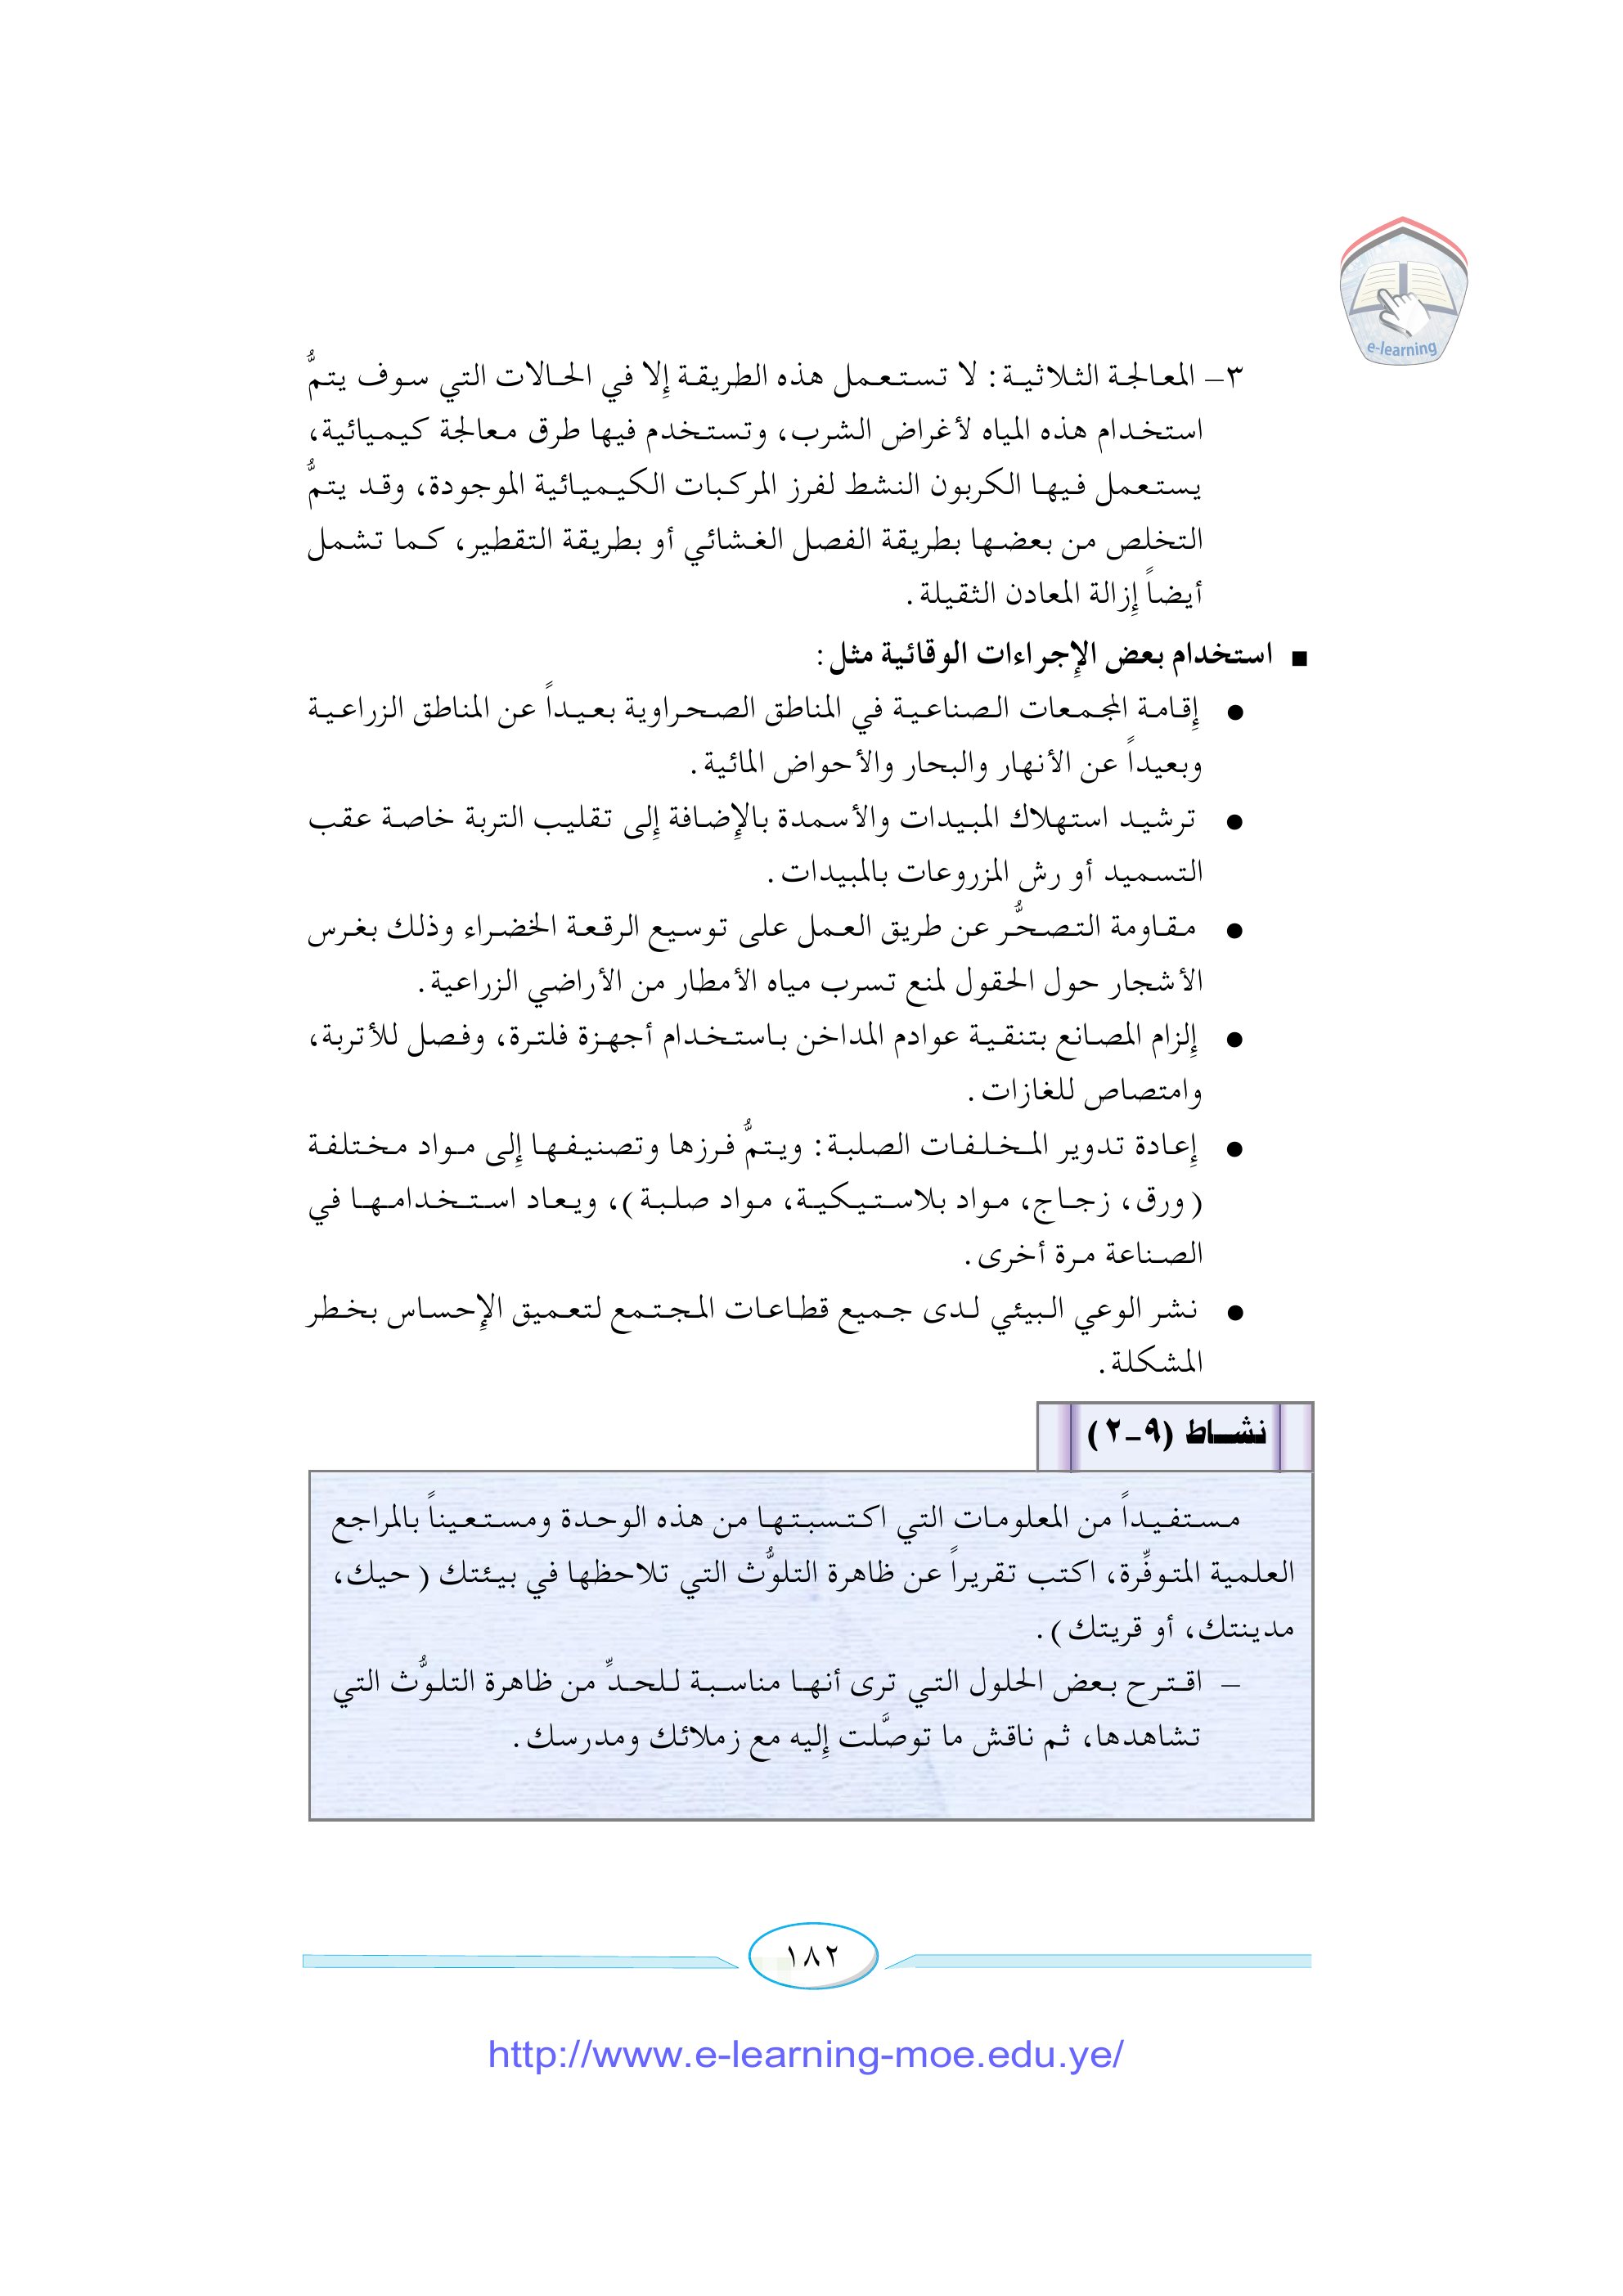 e-learning
٣– المعالجة الثلاثية: لا تستعمل هذه الطريقة إلا في الحالات التي سوف يتمُّ
استخدام هذه المياه لأغراض الشرب، وتستخدم فيها طرق معالجة كيميائية،
يستعمل فيها الكربون النشط لفرز المركبات الكيميائية الموجودة، وقد يتمُّ
التخلص من بعضها بطريقة الفصل الغشائي أو بطريقة التقطير، كما تشمل
أيضاً إزالة المعادن الثقيلة.
■ استخدام بعض الإجراءات الوقائية مثل:
● إقامة المجمعات الصناعية في المناطق الصحراوية بعيداً عن المناطق الزراعية
وبعيداً عن الأنهار والبحار والأحواض المائية.
● ترشيد استهلاك المبيدات والأسمدة بالإضافة إلى تقليب التربة خاصة عقب
التسميد أو رش المزروعات بالمبيدات.
● مقاومة التصحُّر عن طريق العمل على توسيع الرقعة الخضراء وذلك بغرس
الأشجار حول الحقول لمنع تسرب مياه الأمطار من الأراضي الزراعية.
● إلزام المصانع بتنقية عوادم المداخن باستخدام أجهزة فلترة، وفصل للأتربة،
وامتصاص للغازات.
● إعادة تدوير المخلفات الصلبة: ويتمُّ فرزها وتصنيفها إلى مواد مختلفة
(ورق، زجاج، مواد بلاستيكية، مواد صلبة)، ويعاد استخدامها في
الصناعة مرة أخرى.
● نشر الوعي البيئي لدى جميع قطاعات المجتمع لتعميق الإحساس بخطر
المشكلة.
نشاط (٩-٢)
مستفيداً من المعلومات التي اكتسبتها من هذه الوحدة ومستعيناً بالمراجع
العلمية المتوفِّرة، اكتب تقريراً عن ظاهرة التلوُّث التي تلاحظها في بيئتك (حيك،
مدينتك، أو قريتك).
– اقترح بعض الحلول التي ترى أنها مناسبة للحدِّ من ظاهرة التلوُّث التي
تشاهدها، ثم ناقش ما توصَّلت إليه مع زملائك ومدرسك.
١٨٢
http://www.e-learning-moe.edu.ye/